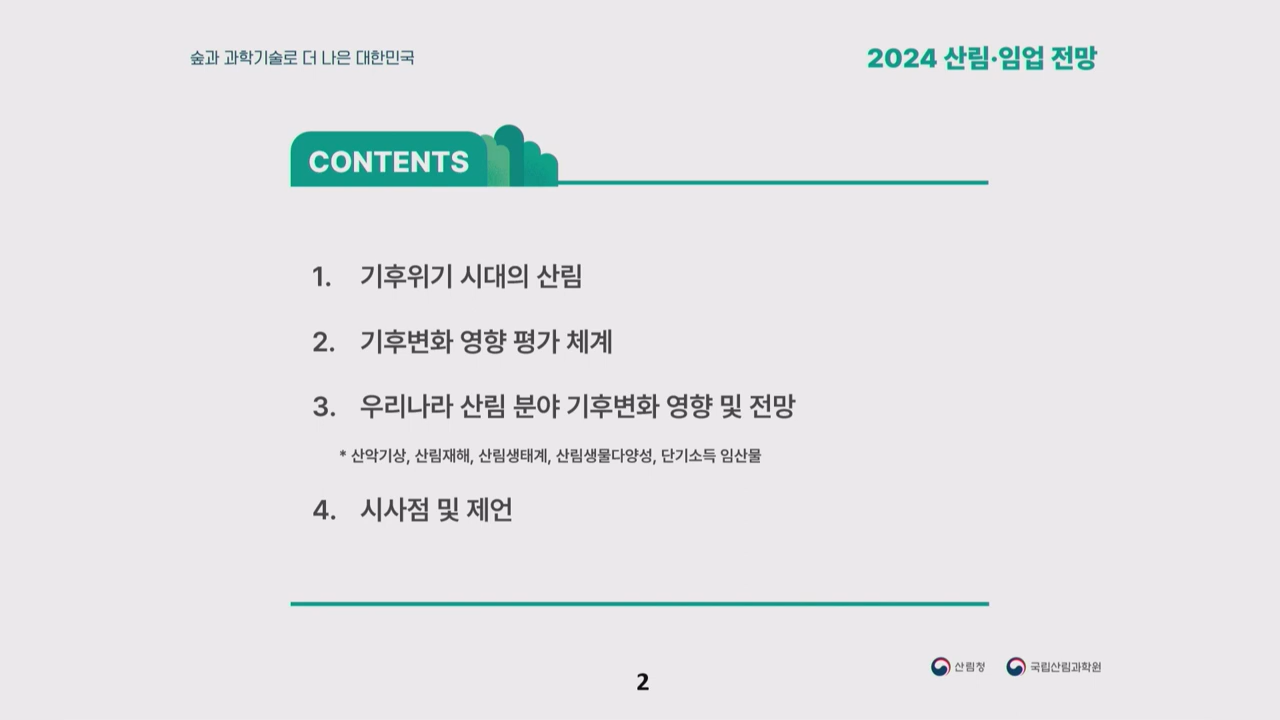 숲과 과학기술로 더 나은 대한민국
2024 산림·임업 전망
CONTENTS
1. 기후위기 시대의 산림
2. 기후변화 영향 평가 체계
3. 우리나라 산림 분야 기후변화 영향 및 전망
* 산악기상, 산림재해, 산림생태계, 산림생물다양성, 단기소득 임산물
4. 시사점 및 제언
산림청
국립산림과학원
2